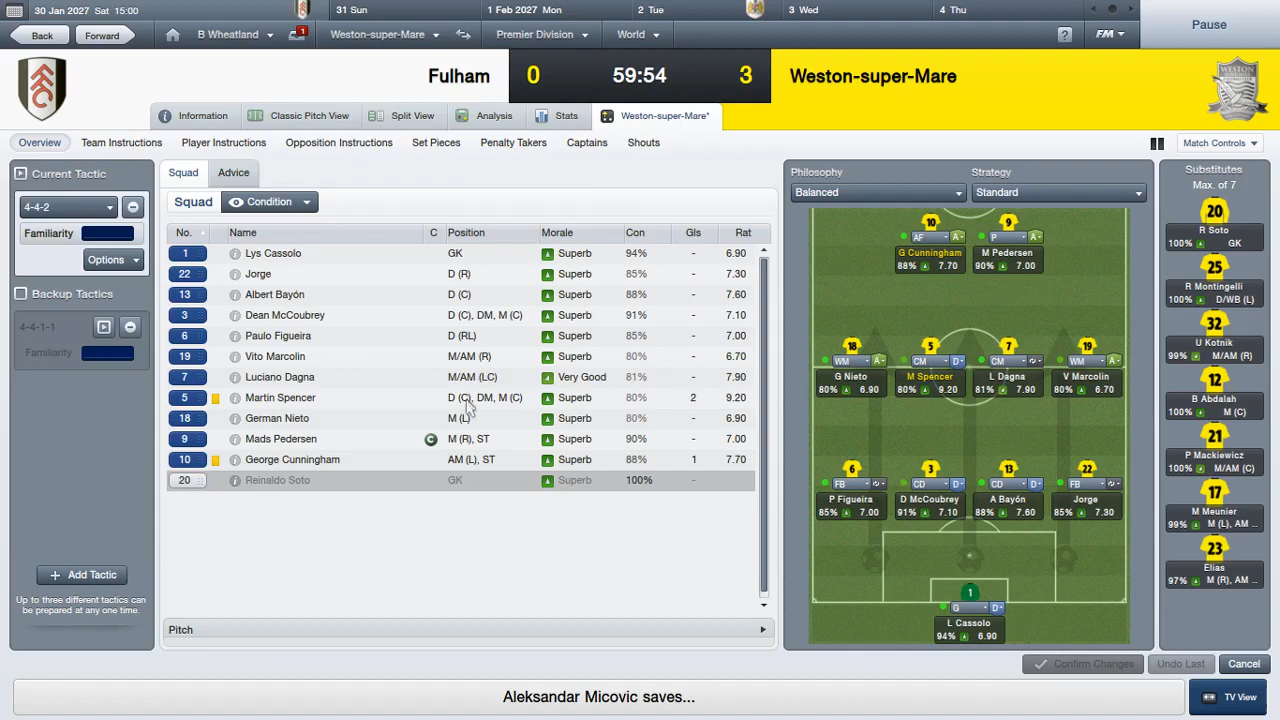 30 Jan 2027 Sat 15:00 31 Sun 1 Feb 2027 Mon 2 Tue 3 Wed 4 Thu Pause
Back Forward B Wheatland 1 Weston-super-Mare Premier Division World ? FM
Fulham 0 59:54 3 Weston-super-Mare
Information Classic Pitch View Split View Analysis Stats Weston-super-Mare*
Overview Team Instructions Player Instructions Opposition Instructions Set Pieces Penalty Takers Captains Shouts Match Controls
Current Tactic
4-4-2
Familiarity
Options
Backup Tactics
4-4-1-1
Familiarity
Add Tactic
Up to three different tactics can
be prepared at any one time.
Squad Advice
Squad Condition
No. Name C Position Morale Con Gls Rat
1 Lys Cassolo GK Superb 94% - 6.90
22 Jorge D (R) Superb 85% - 7.30
13 Albert Bayón D (C) Superb 88% - 7.60
3 Dean McCoubrey D (C), DM, M (C) Superb 91% - 7.10
6 Paulo Figueira D (RL) Superb 85% - 7.00
19 Vito Marcolin M/AM (R) Superb 80% - 6.70
7 Luciano Dagna M/AM (LC) Very Good 81% - 7.90
5 Martin Spencer D (C), DM, M (C) Superb 80% 2 9.20
18 German Nieto M (L) Superb 80% - 6.90
9 Mads Pedersen C M (R), ST Superb 90% - 7.00
10 George Cunningham AM (L), ST Superb 88% 1 7.70
20 Reinaldo Soto GK Superb 100% -
Pitch
Philosophy Strategy
Balanced Standard
10 9
AF A P A
G Cunningham M Pedersen
88% 7.70 90% 7.00
18 5 7 19
WM A CM D CM WM A
G Nieto M Spencer L Dagna V Marcolin
80% 6.90 80% 9.20 81% 7.90 80% 6.70
6 3 13 22
FB CD D CD D FB
P Figueira D McCoubrey A Bayón Jorge
85% 7.00 91% 7.10 88% 7.60 85% 7.30
1
G D
L Cassolo
94% 6.90
Substitutes
Max. of 7
20
R Soto
100% GK
25
R Montingelli
100% D/WB (L)
32
U Kotnik
99% M/AM (R)
12
B Abdalah
100% M (C)
21
P Mackiewicz
100% M/AM (C)
17
M Meunier
99% M (L), AM ..
23
Elias
97% M (R), AM ..
Confirm Changes Undo Last Cancel
Aleksandar Micovic saves...
TV View